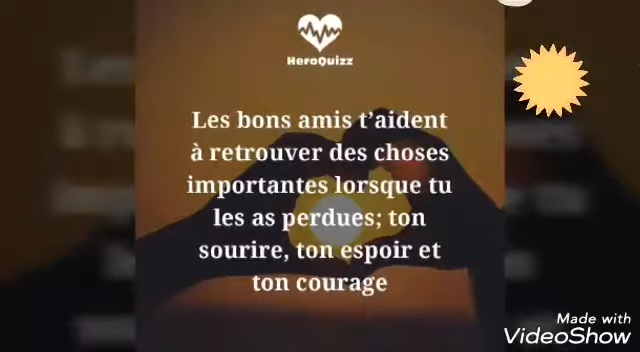 HeroQuizz
Les bons amis t’aident
à retrouver des choses
importantes lorsque tu
les as perdues; ton
sourire, ton espoir et
ton courage
Made with
VideoShow